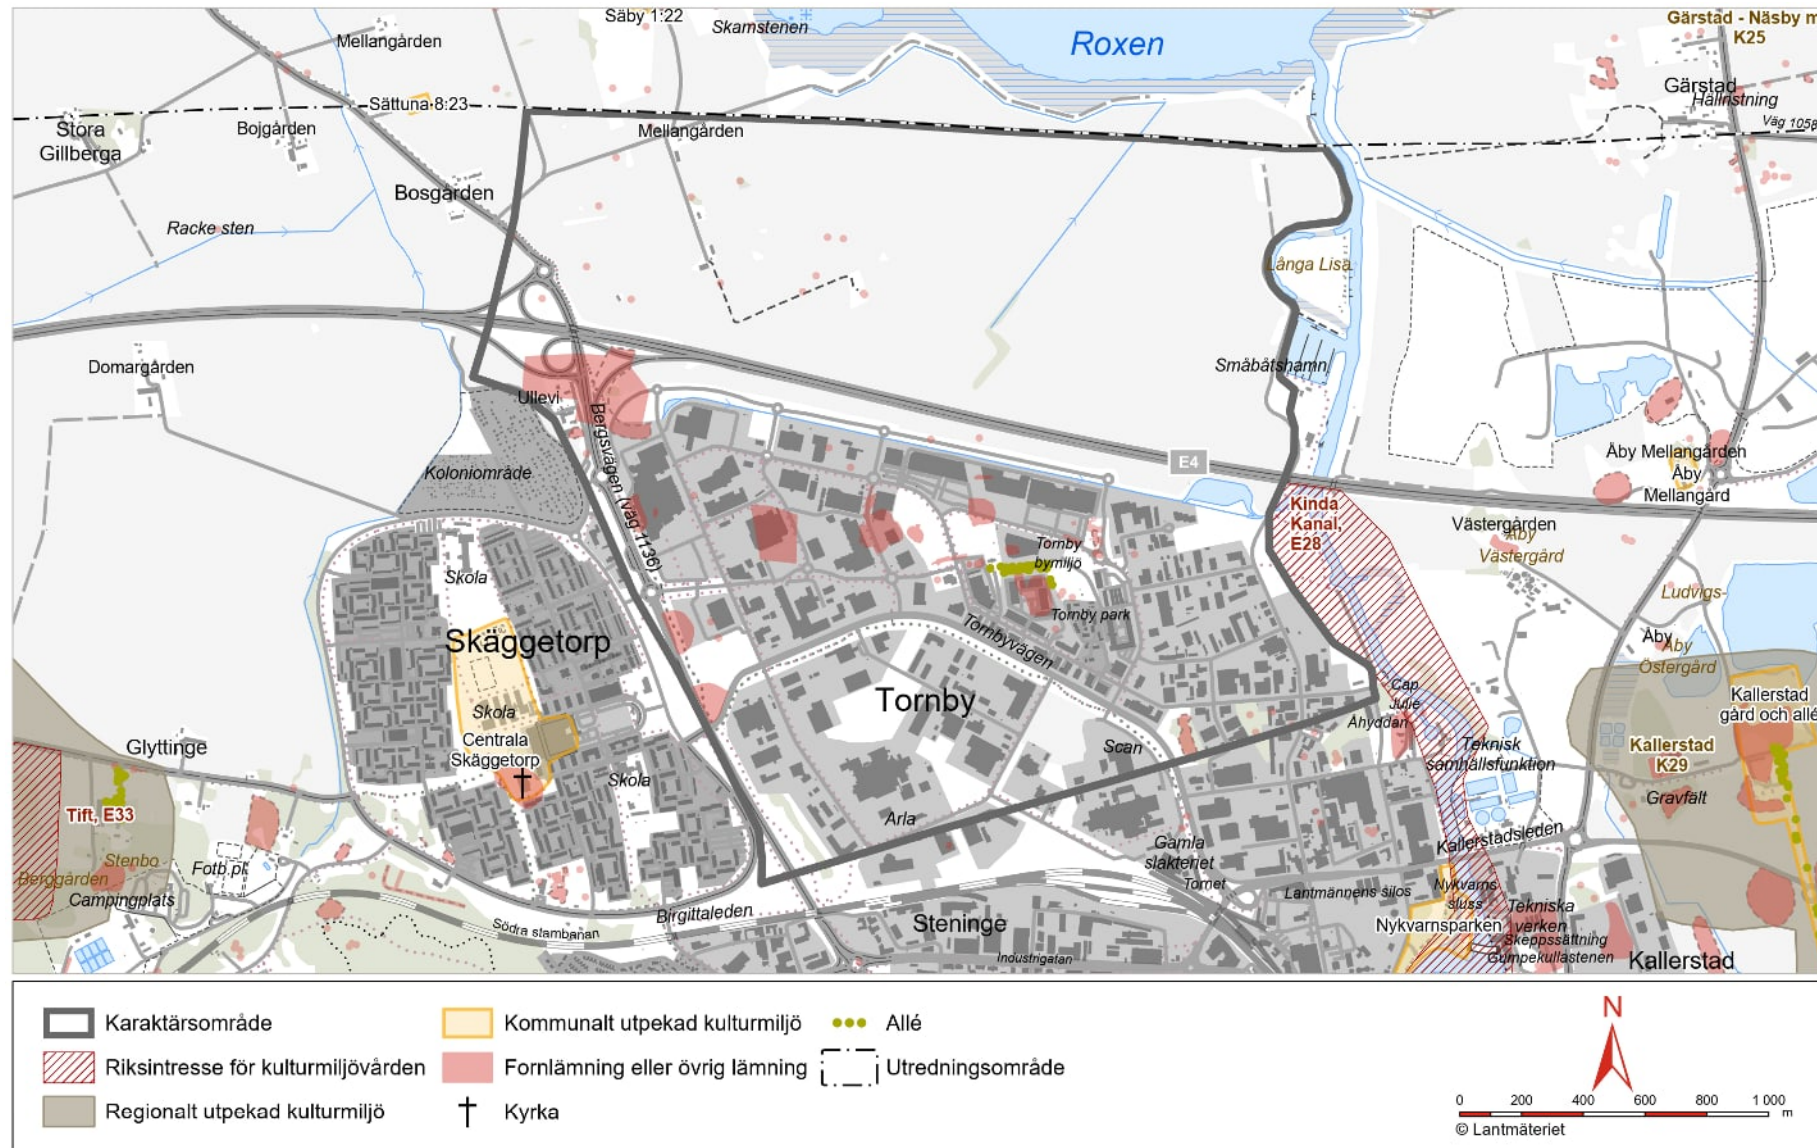 Säby 1:22
Skamstenen
Roxen
Gärstad - Näsby m
K25
Mellangården
Gärstad
Hällristning
Väg 1058
Sättuna 8:23
Stora
Gillberga
Bojgården
Mellangården
Bosgården
Racke sten
Långa Lisa
Domargården
Småbåtshamn
Ullevi
Bergsvägen (väg 1136)
Koloniområde
E4
Åby Mellangården
Åby
Mellangård
Kinda
Kanal,
E28
Västergården
Åby
Västergård
Tornby
bymiljö
Skola
Ludvigs-
Tornby park
Skäggetorp
Tornbyvägen
Åby
Åby
Östergård
Tornby
Cap
Julie
Åhyddan
Kallerstad
gård och allé
Skola
Centrala
Skäggetorp
Glyttinge
Scan
Teknisk
samhällsfunktion
Kallerstad
K29
Skola
Gravfält
Tift, E33
Arla
Kallerstadsleden
Gamla
slakteriet
Tornet
Stenbo
Berggården
Fotb.pl.
Campingplats
Lantmännens silos
Nykvarns
sluss
Birgittaleden
Södra stambanan
Steninge
Nykvarnsparken
Tekniska
verken
Skeppssättning
Gumpekullastenen
Industrigatan
Kallerstad
Karaktärsområde
Riksintresse för kulturmiljövården
Regionalt utpekad kulturmiljö
Kommunalt utpekad kulturmiljö
Fornlämning eller övrig lämning
Kyrka
Allé
Utredningsområde
N
0 200 400 600 800 1 000
m
© Lantmäteriet